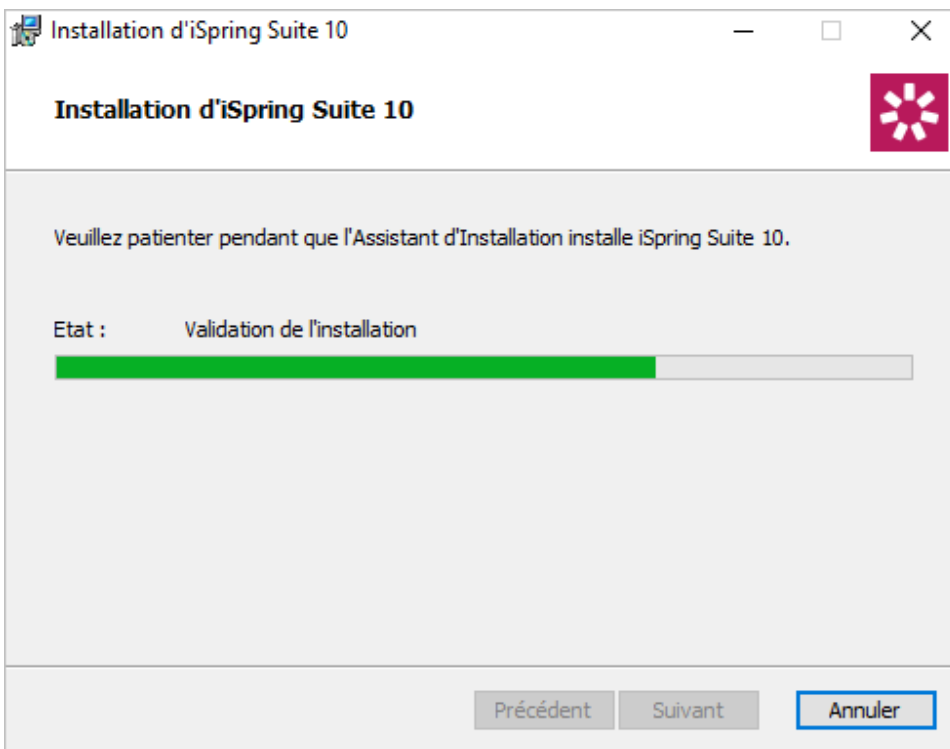 Installation d'iSpring Suite 10
Installation d'iSpring Suite 10
Veuillez patienter pendant que l'Assistant d'Installation installe iSpring Suite 10.
Etat : Validation de l'installation
Précédent Suivant Annuler